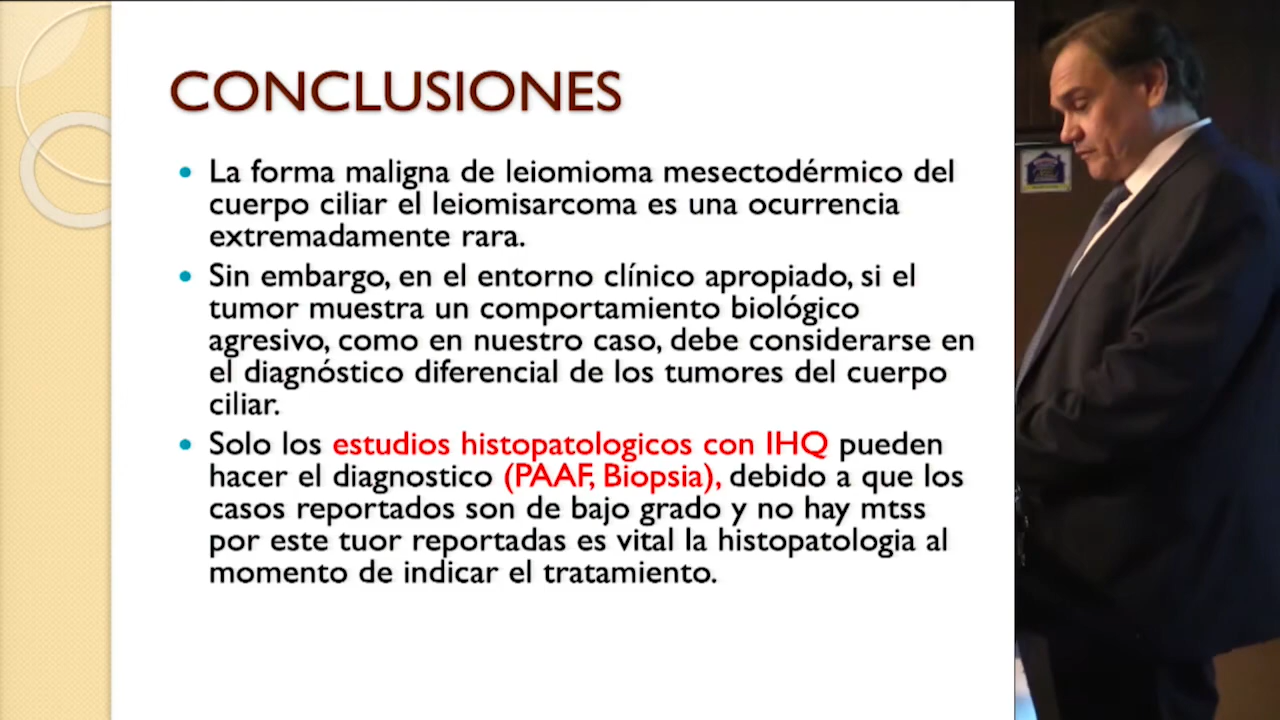 CONCLUSIONES
• La forma maligna de leiomioma mesectodérmico del
cuerpo ciliar el leiomisarcoma es una ocurrencia
extremadamente rara.
• Sin embargo, en el entorno clínico apropiado, si el
tumor muestra un comportamiento biológico
agresivo, como en nuestro caso, debe considerarse en
el diagnóstico diferencial de los tumores del cuerpo
ciliar.
• Solo los estudios histopatologicos con IHQ pueden
hacer el diagnostico (PAAF, Biopsia), debido a que los
casos reportados son de bajo grado y no hay mtss
por este tuor reportadas es vital la histopatologia al
momento de indicar el tratamiento.